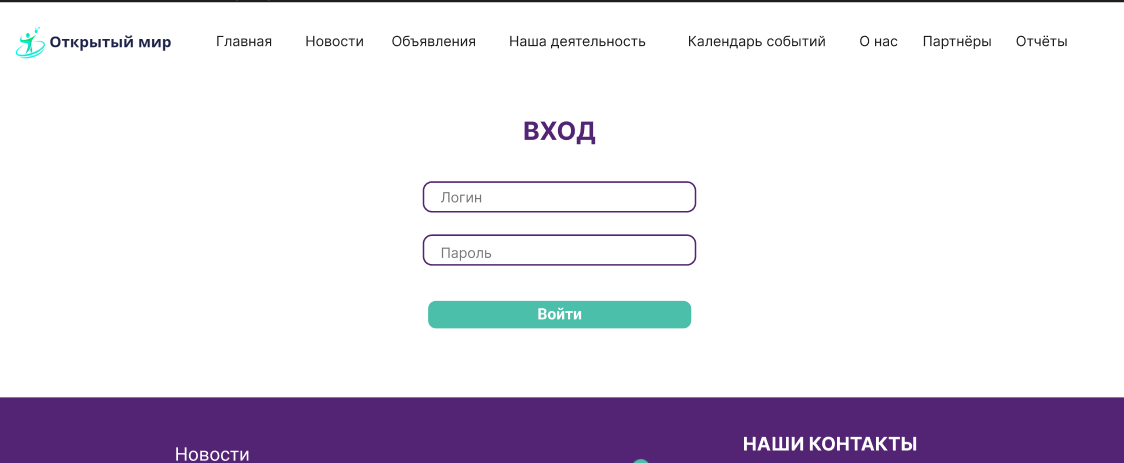 Открытый мир Главная Новости Объявления Наша деятельность Календарь событий О нас Партнёры Отчёты
ВХОД
Логин
Пароль
Войти
НАШИ КОНТАКТЫ
Новости